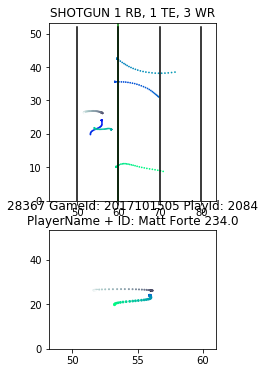 SHOTGUN 1 RB, 1 TE, 3 WR
50
40
30
20
10
0
50 60 70 80
28367 GameId: 2017101505 PlayId: 2084
PlayerName + ID: Matt Forte 234.0
40
20
0
50 55 60